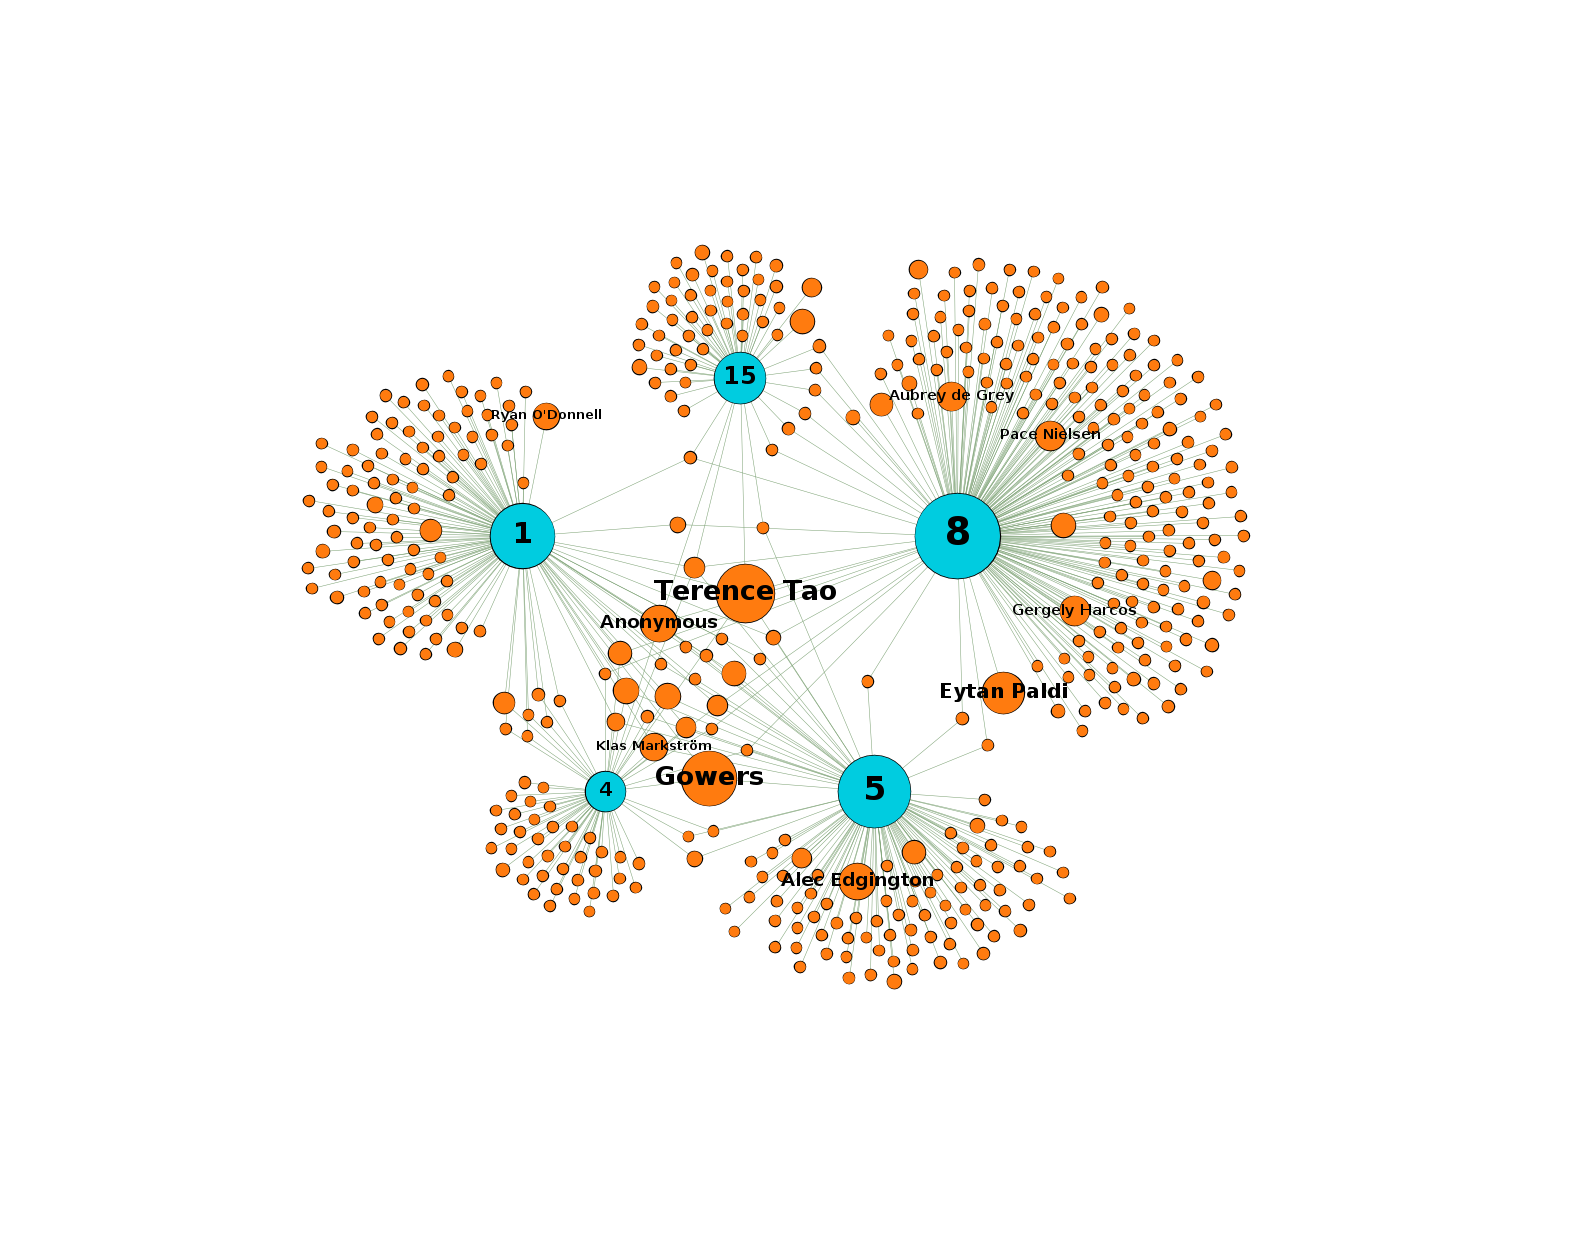 15
Aubrey de Grey
Ryan O'Donnell
Pace Nielsen
1
8
Terence Tao
Gergely Harcos
Anonymous
Eytan Paldi
Klas Markström
Gowers
4
5
Alec Edgington